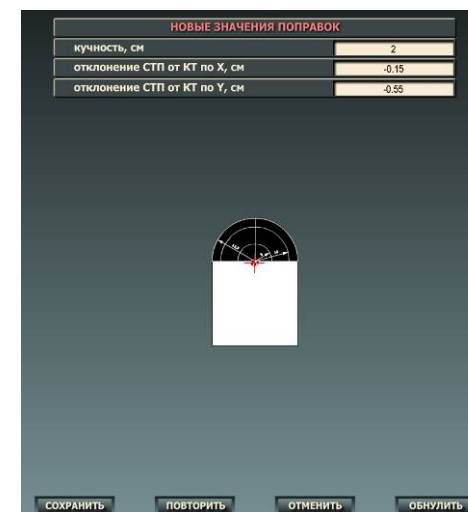 НОВЫЕ ЗНАЧЕНИЯ ПОПРАВОК
кучность, см 2
отклонение СТП от КТ по X, см -0.15
отклонение СТП от КТ по Y, см -0.55
СОХРАНИТЬ ПОВТОРИТЬ ОТМЕНИТЬ ОБНУЛИТЬ